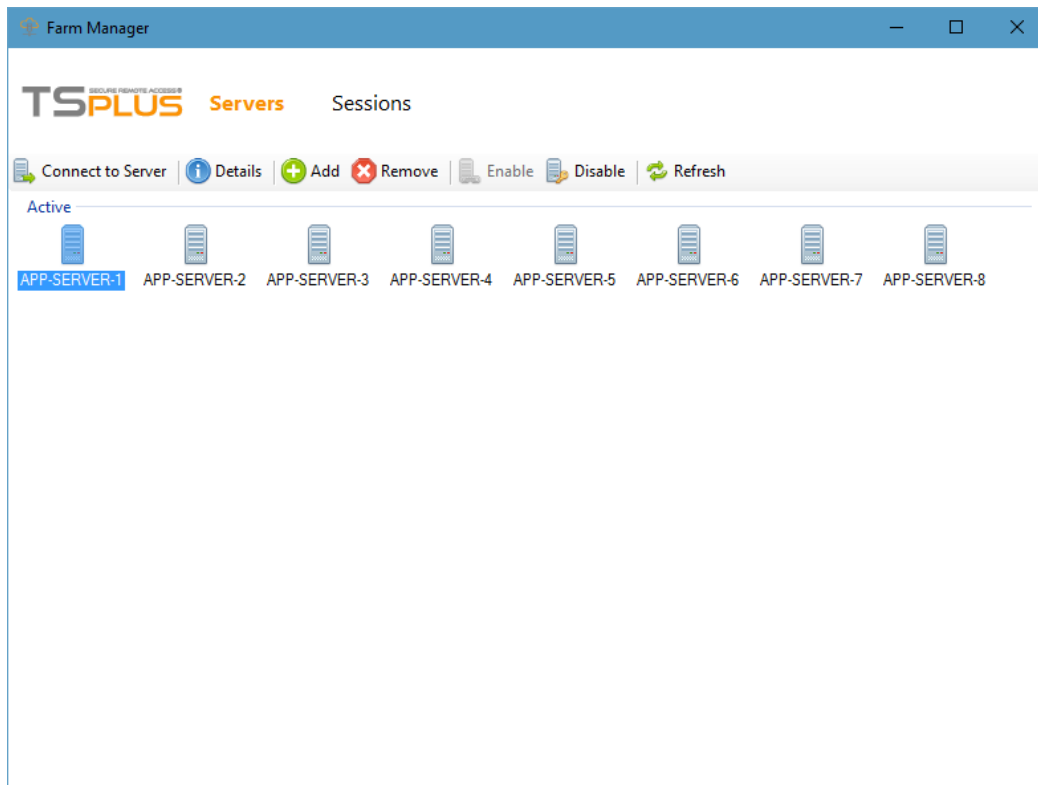 Farm Manager
TSPLUS SECURE REMOTE ACCESS® Servers Sessions
Connect to Server Details Add Remove Enable Disable Refresh
Active
APP-SERVER-1 APP-SERVER-2 APP-SERVER-3 APP-SERVER-4 APP-SERVER-5 APP-SERVER-6 APP-SERVER-7 APP-SERVER-8